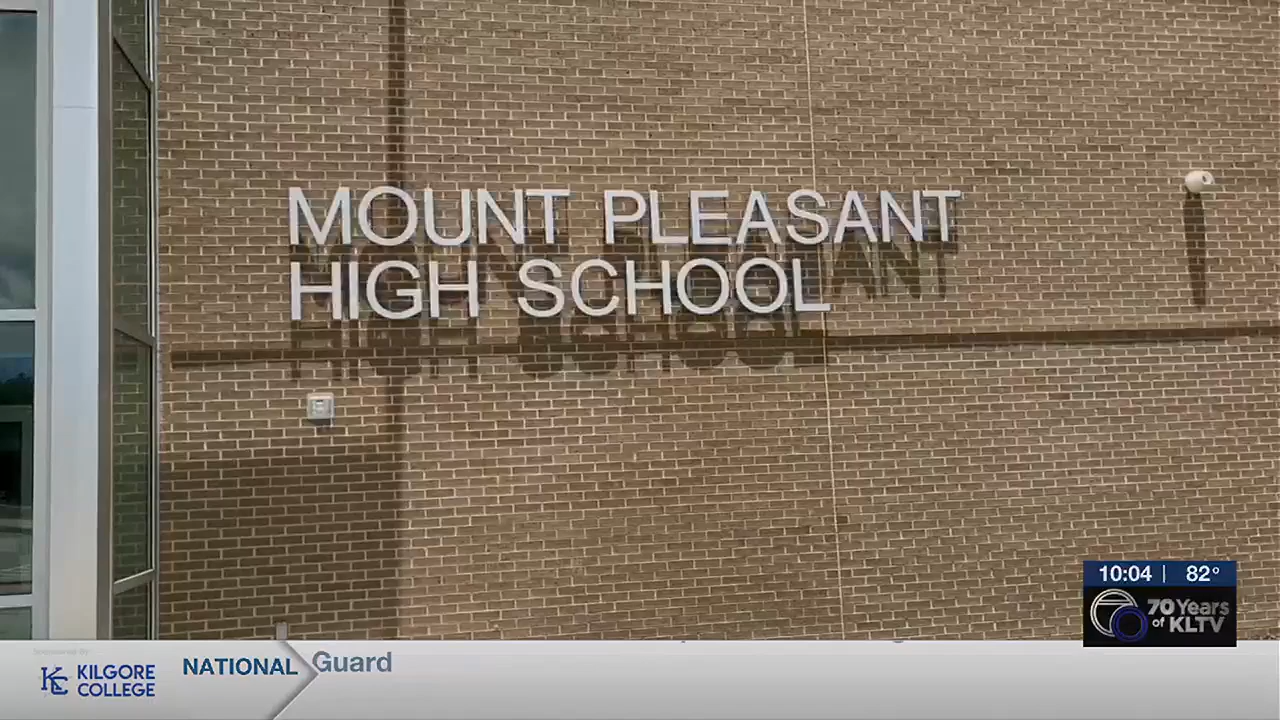 MOUNT PLEASANT
HIGH SCHOOL
10:04 | 82°
70 Years
of KLTV
KILGORE
COLLEGE
NATIONAL
Guard